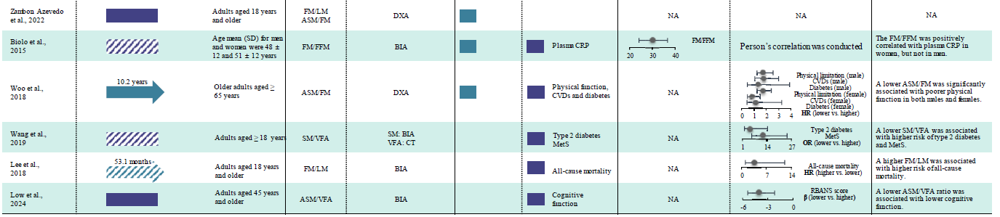 Zambon Azevedo
et al., 2022
Adults aged 18 years
and older
FM/LM
ASM/FM
DXA
NA
NA
NA
Biolo et al.,
2015
Age mean (SD) for men
and women were 48 ±
12 and 51 ± 12 years
FM/FFM
BIA
Plasma CRP
FM/FFM
20 30 40
Person's correlation was conducted
The FM/FFM was positively
correlated with plasma CRP in
women, but not in men.
Woo et al.,
2018
10.2 years
Older adults aged ≥
65 years
ASM/FM
DXA
Physical function,
CVDs and diabetes
NA
Physical limitation (male)
CVDs (male)
Diabetes (male)
Physical limitation (female)
CVDs (female)
Diabetes (female)
HR (lower vs. higher)
0 1 2 3 4
A lower ASM/FM was significantly
associated with poorer physical
function in both males and females.
Wang et al.,
2019
Adults aged ≥ 18 years
SM/VFA
SM: BIA
VFA: CT
Type 2 diabetes
MetS
NA
Type 2 diabetes
MetS
OR (lower vs. higher)
1 14 27
A lower SM/VFA was associated
with higher risk of type 2 diabetes
and MetS.
Lee et al.,
2018
53.1 months
Adults aged 18 years
and older
FM/LM
BIA
All-cause mortality
NA
All-cause mortality
HR (higher vs. lower)
0 7 14
A higher FM/LM was associated
with higher risk of all-cause
mortality.
Low et al.,
2024
Adults aged 45 years
and older
ASM/VFA
BIA
Cognitive
function
NA
RBANS score
β (lower vs. higher)
-6 -3 0
A lower ASM/VFA ratio was
associated with lower cognitive
function.